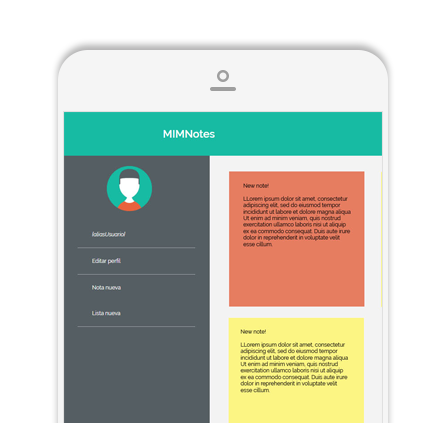 MIMNotes
|aliasUsuario|
Editar perfil
Nota nueva
Lista nueva
New note!
LLorem ipsum dolor sit amet, consectetur
adipiscing elit, sed do eiusmod tempor
incididunt ut labore et dolore magna aliqua
Ut enim ad minim veniam, quis nostrud
exercitation ullamco laboris nisi ut aliquip
ex ea commodo consequat. Duis aute irure
dolor in reprehenderit in voluptate velit
esse cillum.
New note!
LLorem ipsum dolor sit amet, consectetur
adipiscing elit, sed do eiusmod tempor
incididunt ut labore et dolore magna aliqua
Ut enim ad minim veniam, quis nostrud
exercitation ullamco laboris nisi ut aliquip
ex ea commodo consequat. Duis aute irure
dolor in reprehenderit in voluptate velit
esse cillum.